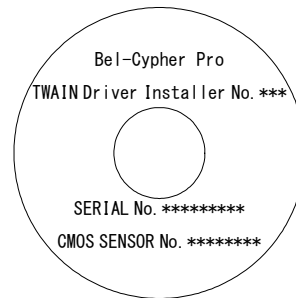 Bel-Cypher Pro
TWAIN Driver Installer No. ***
SERIAL No. *********
CMOS SENSOR No. ********